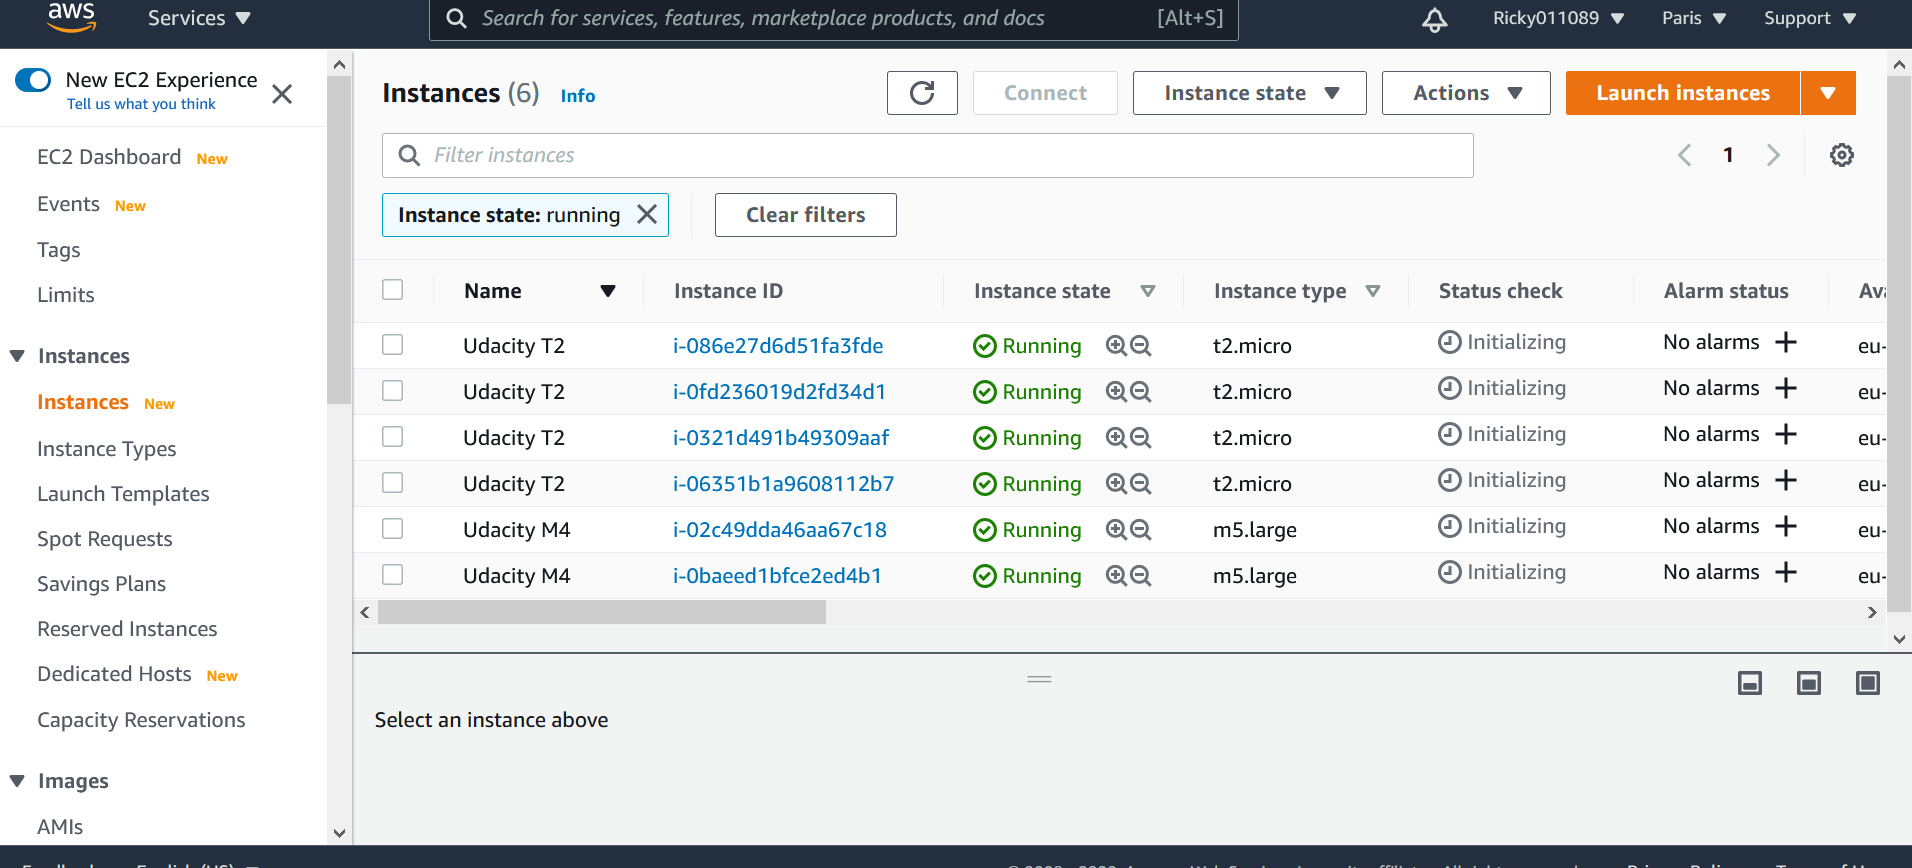 aws Services Search for services, features, marketplace products, and docs [Alt+S] Ricky011089 Paris Support
New EC2 Experience
Tell us what you think
EC2 Dashboard New
Events New
Tags
Limits
Instances
Instances New
Instance Types
Launch Templates
Spot Requests
Savings Plans
Reserved Instances
Dedicated Hosts New
Capacity Reservations
Images
AMIs
Instances (6) Info Connect Instance state Actions Launch instances
Filter instances 1
Instance state: running Clear filters
Name Instance ID Instance state Instance type Status check Alarm status
Udacity T2 i-086e27d6d51fa3fde Running t2.micro Initializing No alarms eu-
Udacity T2 i-0fd236019d2fd34d1 Running t2.micro Initializing No alarms eu-
Udacity T2 i-0321d491b49309aaf Running t2.micro Initializing No alarms eu-
Udacity T2 i-06351b1a9608112b7 Running t2.micro Initializing No alarms eu-
Udacity M4 i-02c49dda46aa67c18 Running m5.large Initializing No alarms eu-
Udacity M4 i-0baeed1bfce2ed4b1 Running m5.large Initializing No alarms eu-
Select an instance above